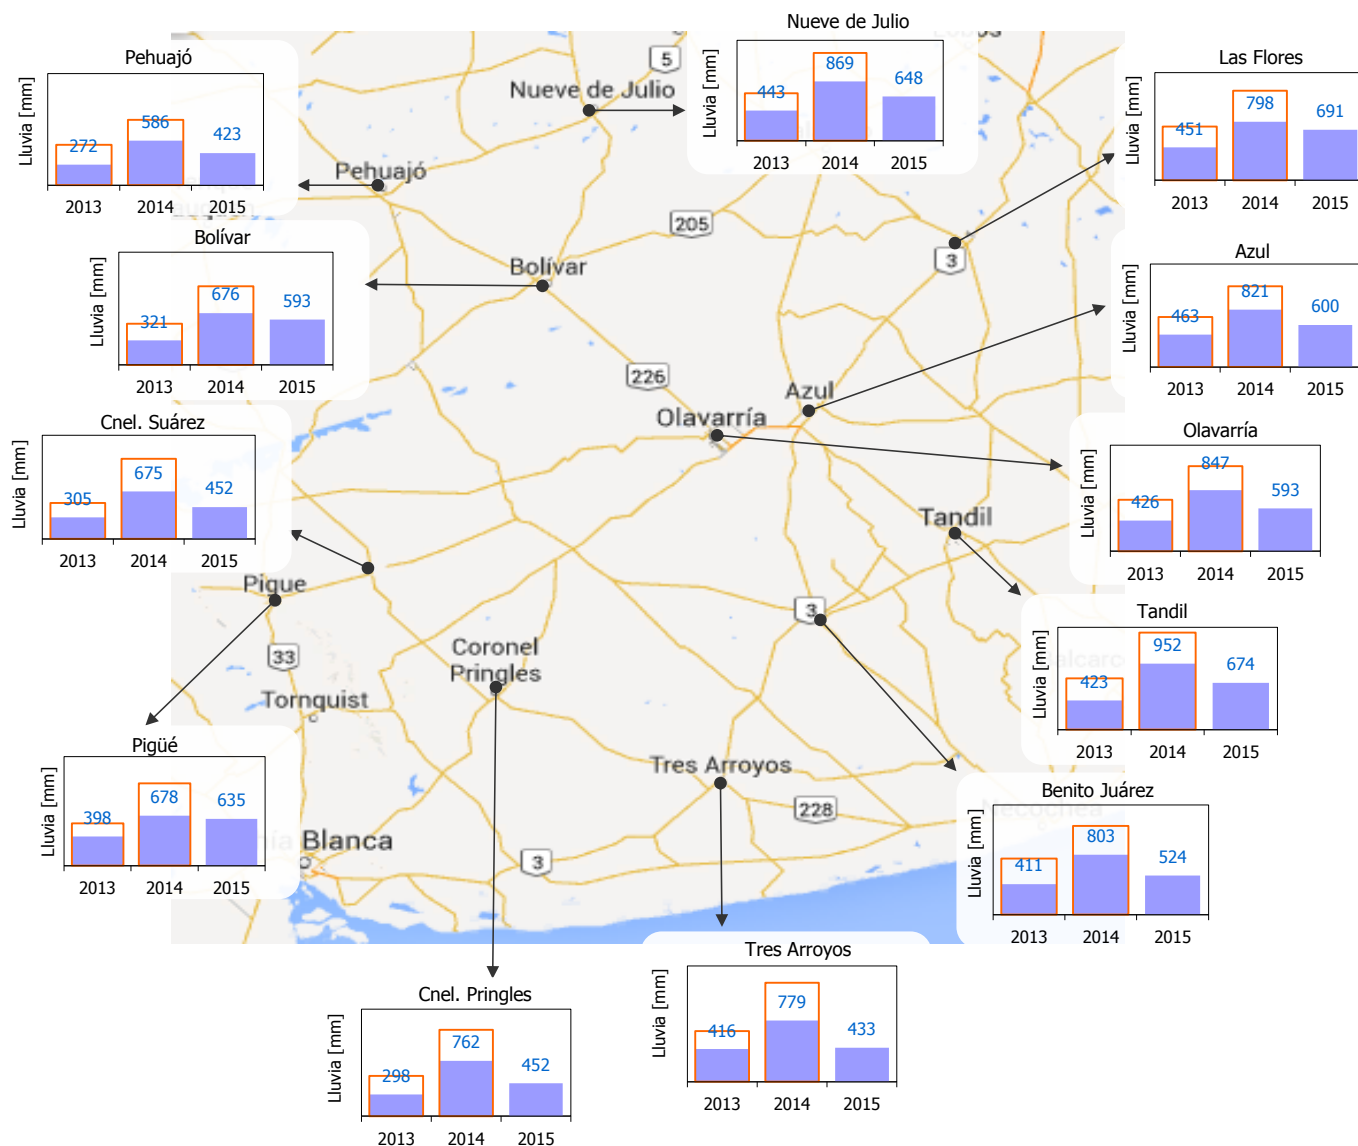 Nueve de Julio
Lluvia [mm]
443
869
648
2013
2014
2015
Pehuajó
Lluvia [mm]
272
586
423
2013
2014
2015
Las Flores
Lluvia [mm]
451
798
691
2013
2014
2015
5
Nueve de Julio
Pehuajó
205
Bolívar
Lluvia [mm]
321
676
593
2013
2014
2015
Bolívar
3
Azul
Lluvia [mm]
463
821
600
2013
2014
2015
226
Azul
Olavarría
Cnel. Suárez
Lluvia [mm]
305
675
452
2013
2014
2015
Olavarría
Lluvia [mm]
426
847
593
2013
2014
2015
Tandil
Pigue
3
Tandil
Lluvia [mm]
423
952
674
2013
2014
2015
33
Coronel
Pringles
Tornquist
Pigüé
Lluvia [mm]
398
678
635
2013
2014
2015
Tres Arroyos
228
Benito Juárez
Necochea
Lluvia [mm]
411
803
524
2013
2014
2015
Blanca
3
Tres Arroyos
Lluvia [mm]
416
779
433
2013
2014
2015
Cnel. Pringles
Lluvia [mm]
298
762
452
2013
2014
2015